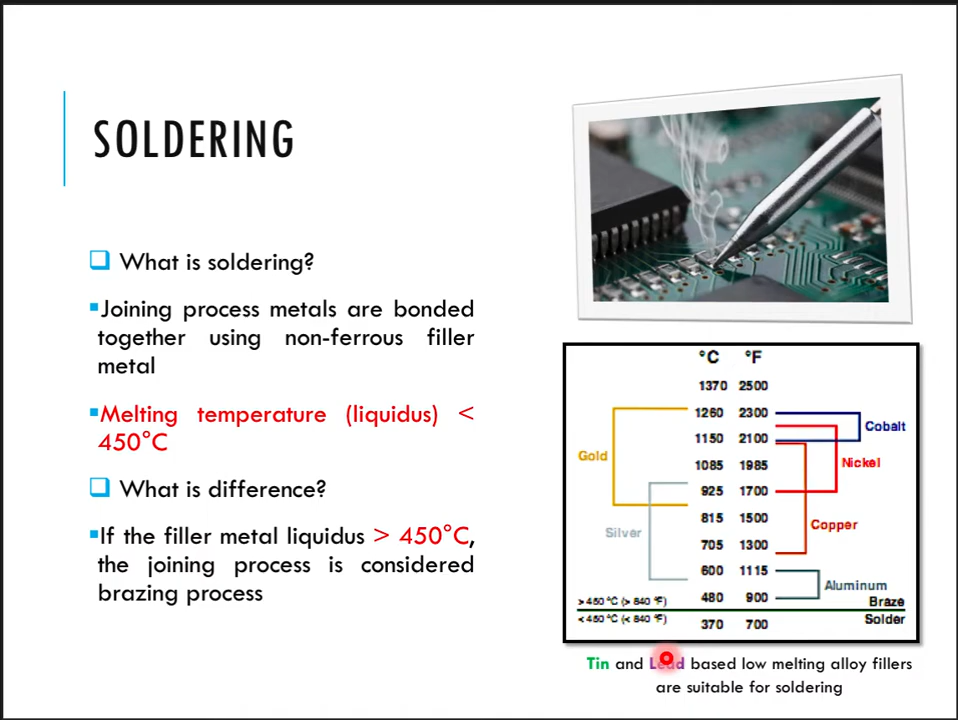 SOLDERING
What is soldering?
Joining process metals are bonded
together using non-ferrous filler
metal
Melting temperature (liquidus) <
450°C
What is difference?
If the filler metal liquidus > 450°C,
the joining process is considered
brazing process
°C °F
1370 2500
1260 2300
Cobalt
1150 2100
Gold
Nickel
1085 1985
925 1700
815 1500
Copper
Silver
705 1300
600 1115
Aluminum
480 900
>450 °C (> 840 °F) Braze
<450 °C (< 840 °F) Solder
370 700
Tin and Lead based low melting alloy fillers
are suitable for soldering